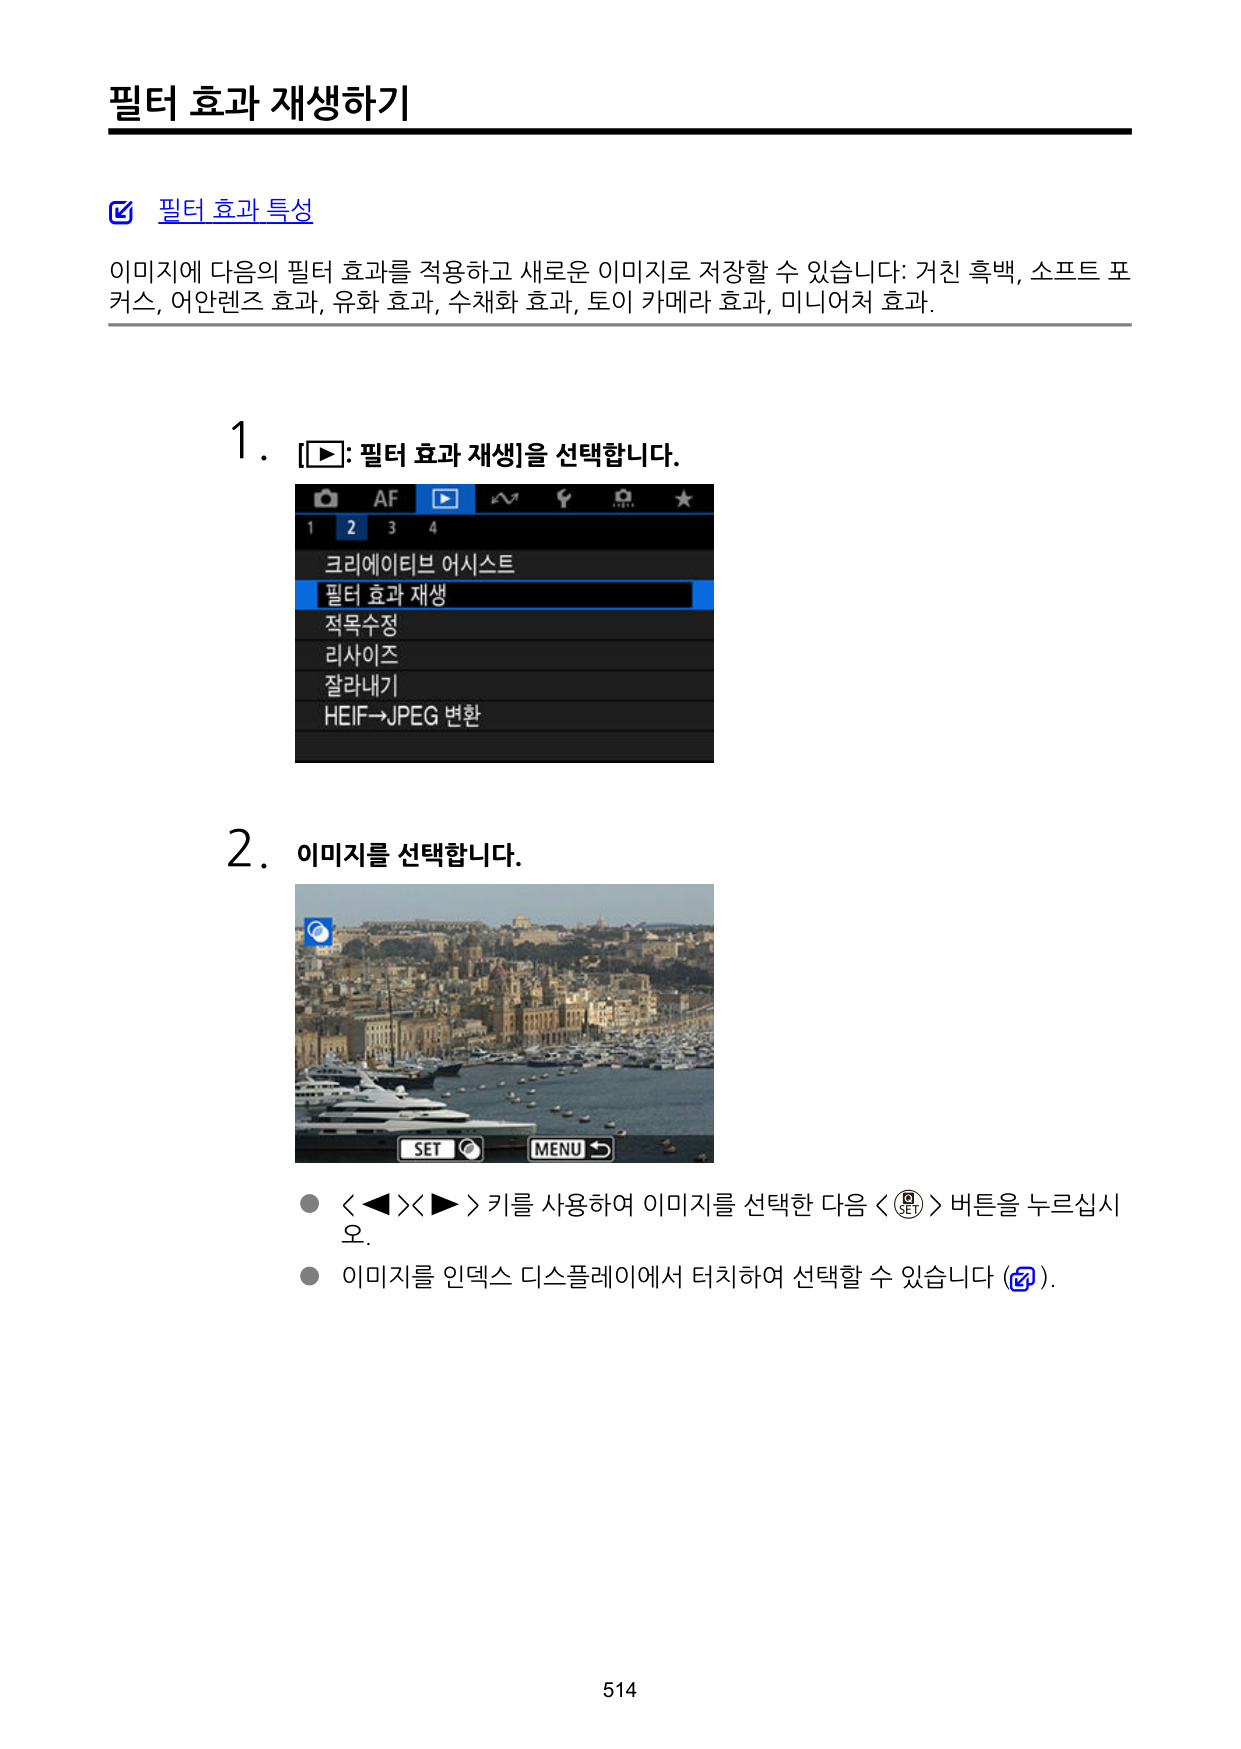 필터 효과 재생하기
필터 효과 특성
이미지에 다음의 필터 효과를 적용하고 새로운 이미지로 저장할 수 있습니다: 거친 흑백, 소프트 포
커스, 어안렌즈 효과, 유화 효과, 수채화 효과, 토이 카메라 효과, 미니어처 효과.
1. [▶: 필터 효과 재생]을 선택합니다.
AF
1 2 3 4
크리에이티브 어시스트
필터 효과 재생
적목수정
리사이즈
잘라내기
HEIF→JPEG 변환
2. 이미지를 선택합니다.
SET MENU
● < ◀ >< ▶ > 키를 사용하여 이미지를 선택한 다음 < Q SET > 버튼을 누르십시
오.
● 이미지를 인덱스 디스플레이에서 터치하여 선택할 수 있습니다 ( ).
514